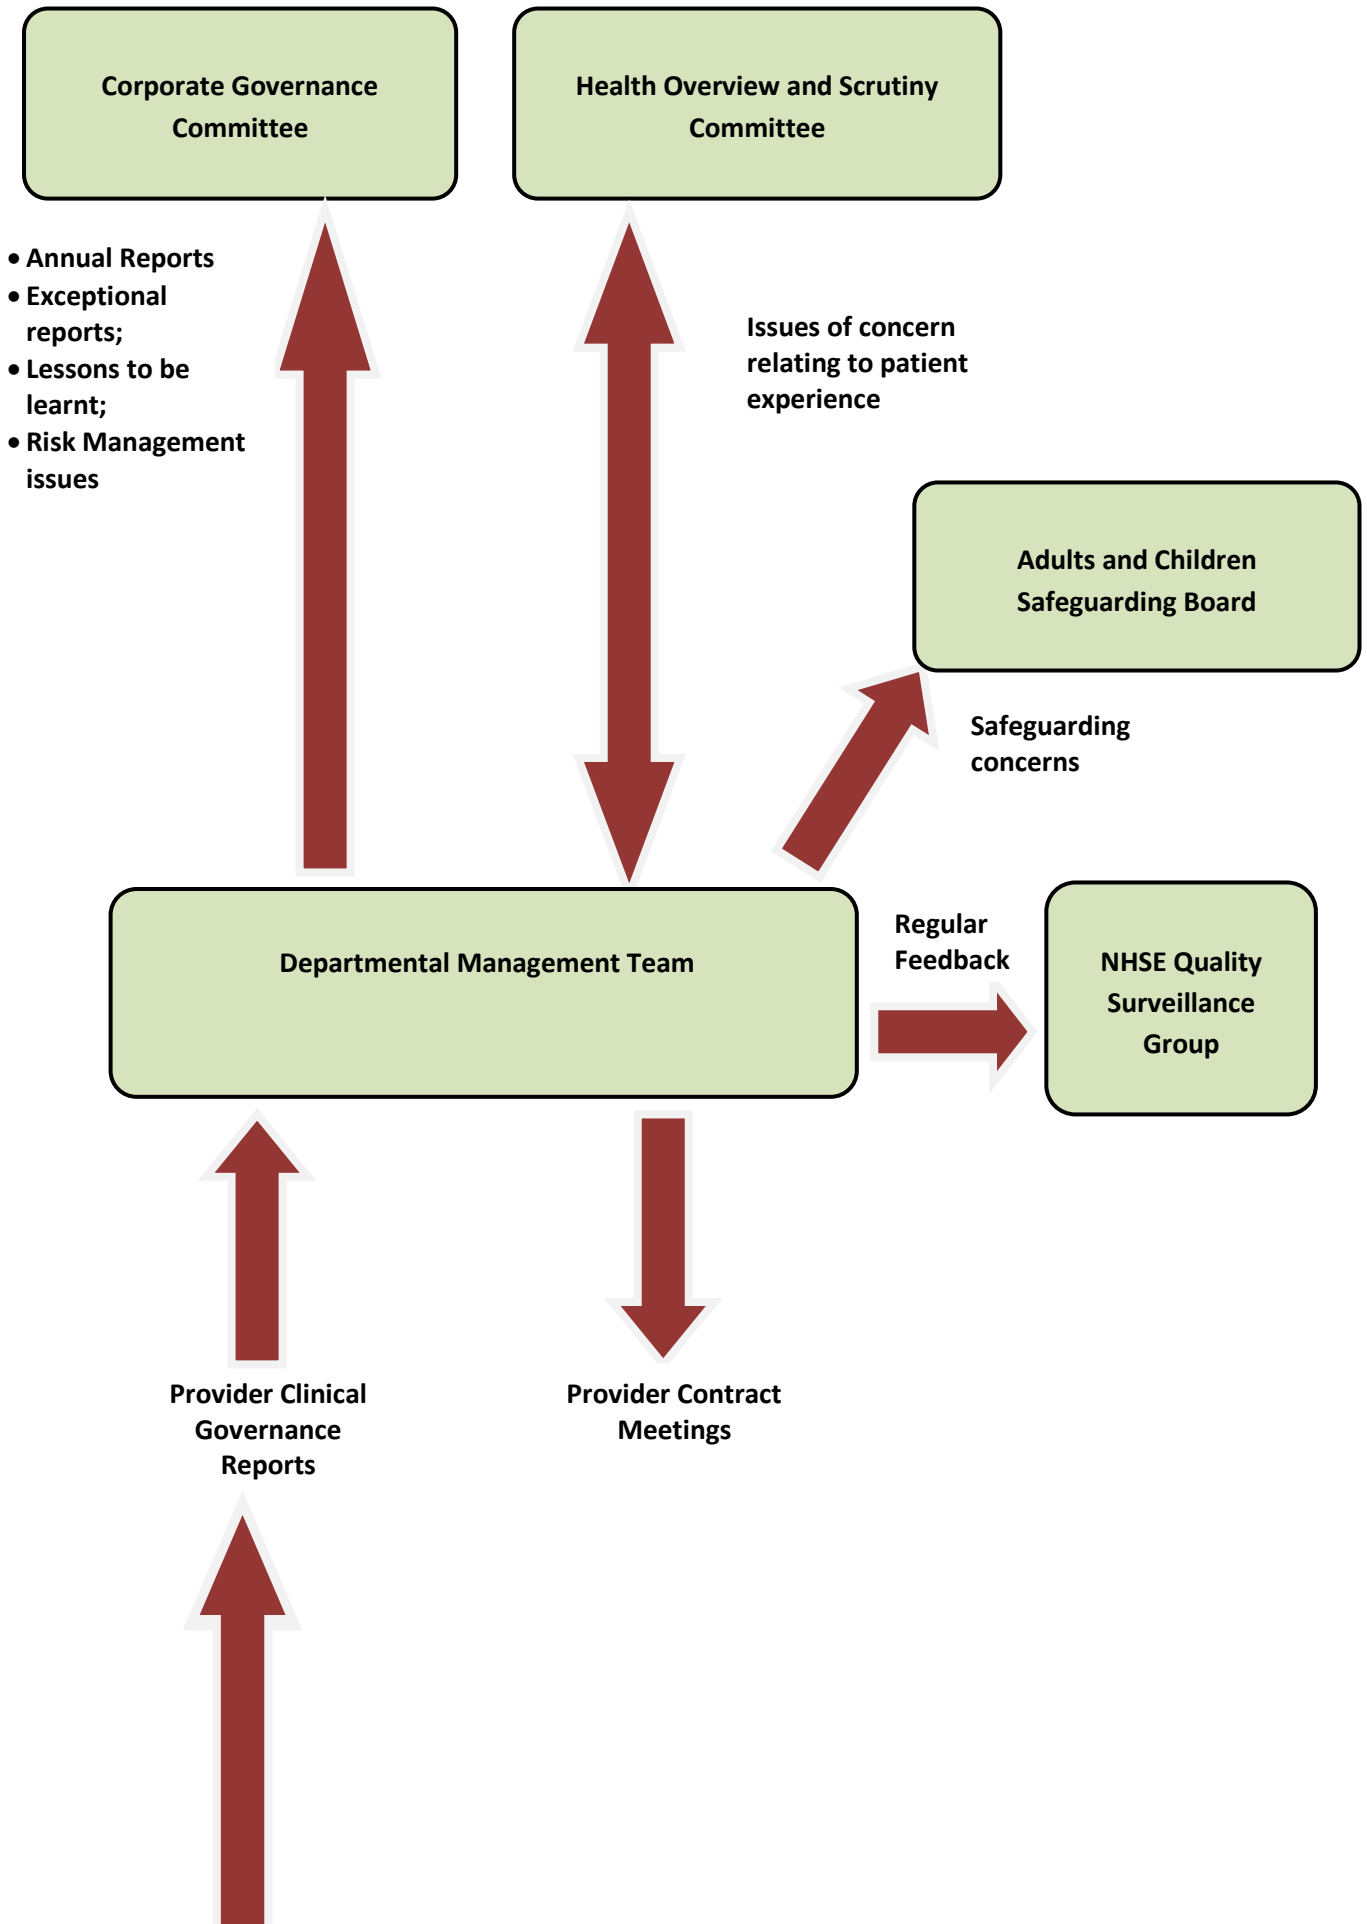 Corporate Governance
Committee
Health Overview and Scrutiny
Committee
• Annual Reports
• Exceptional
reports;
• Lessons to be
learnt;
• Risk Management
issues
Issues of concern
relating to patient
experience
Adults and Children
Safeguarding Board
Safeguarding
concerns
Departmental Management Team
Regular
Feedback
NHSE Quality
Surveillance
Group
Provider Clinical
Governance
Reports
Provider Contract
Meetings